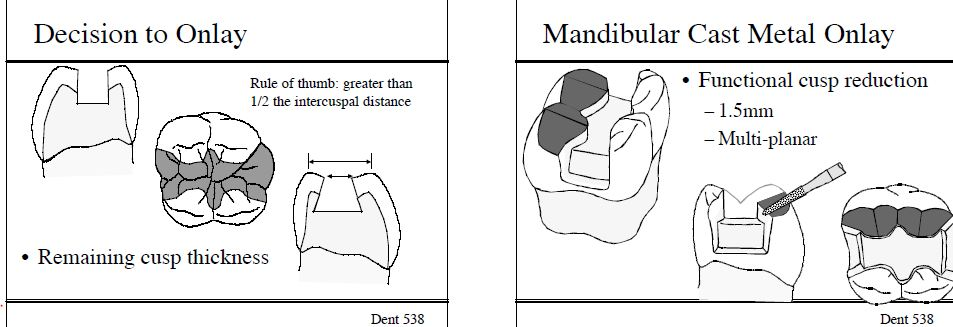 Decision to Onlay
Rule of thumb: greater than
1/2 the intercuspal distance
• Remaining cusp thickness
Dent 538
Mandibular Cast Metal Onlay
• Functional cusp reduction
– 1.5mm
– Multi-planar
Dent 538